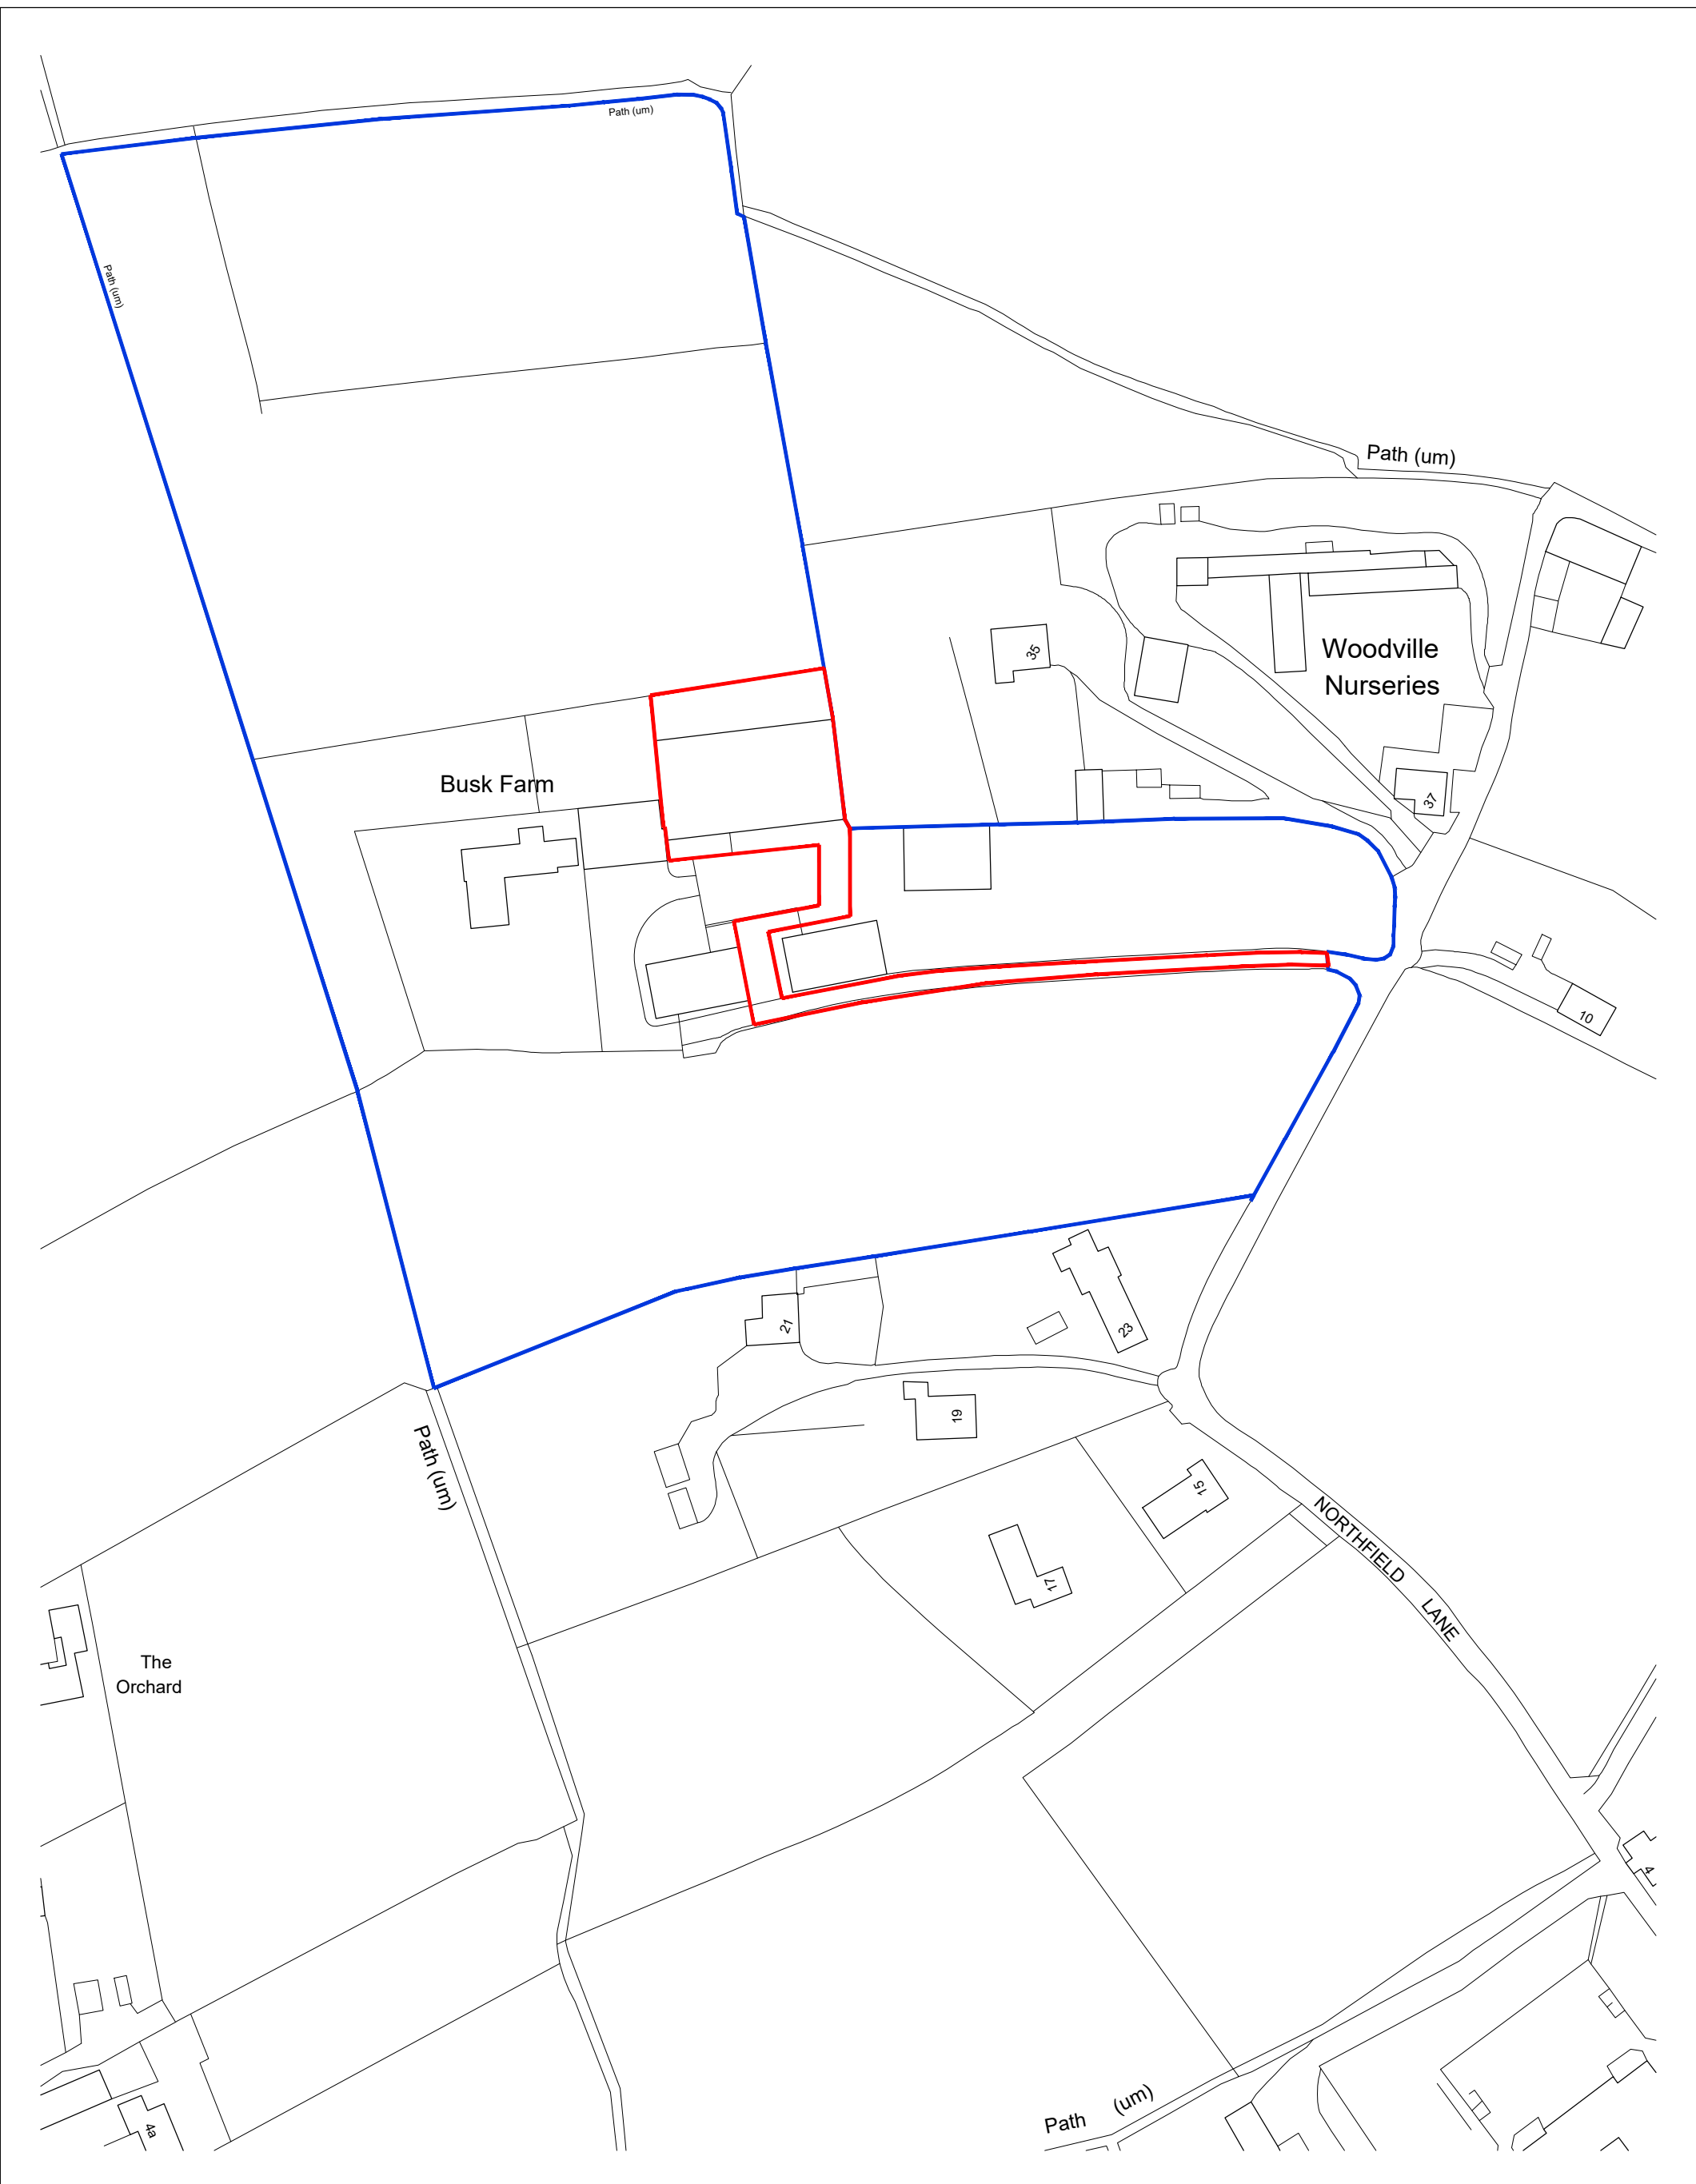 Path (um)
Path (um)
Path (um)
35
Woodville
Nurseries
Busk Farm
37
10
21
23
19
Path (um)
15
NORTHFIELD LANE
17
The
Orchard
4
Path (um)
4a